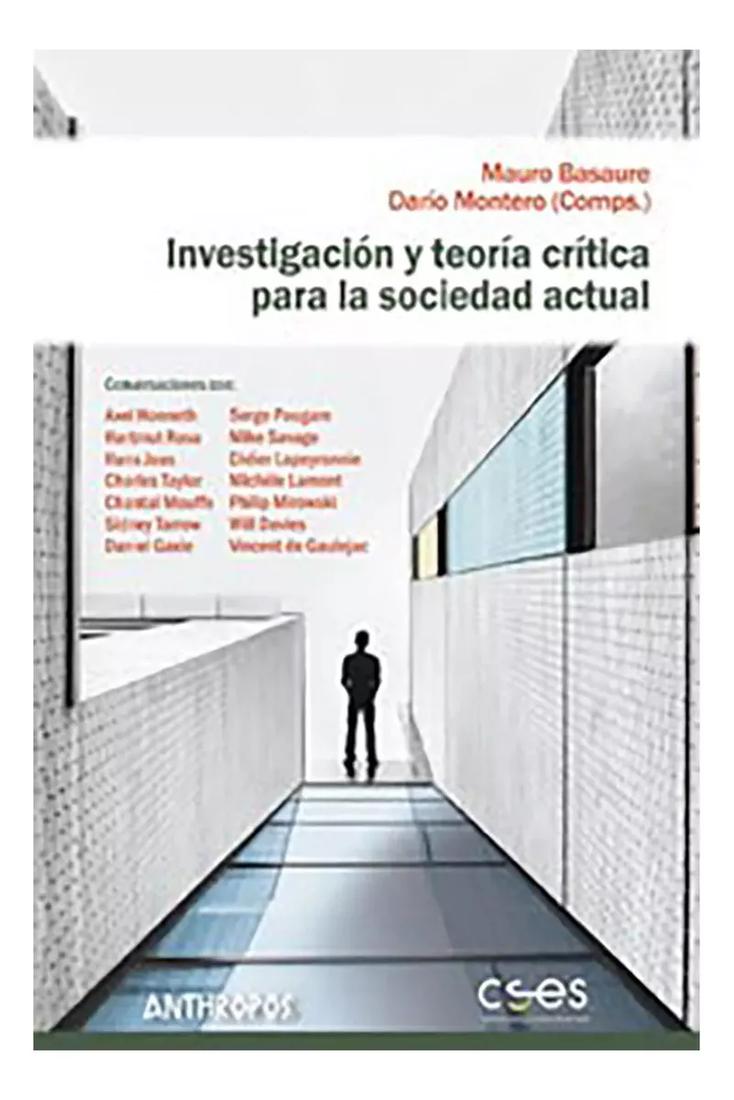 Mauro Basaure
Darío Montero (Comps.)
Investigación y teoría crítica
para la sociedad actual
Conversaciones con:
Axel Honneth
Hartmut Rosa
Hans Joas
Charles Taylor
Chantal Mouffe
Sidney Tarrow
Daniel Gaxie
Serge Paugam
Mike Savage
Didier Lapeyronnie
Michèle Lamont
Philip Mirowski
Will Davies
Vincent de Gaulejac
ANTHROPOS
cses